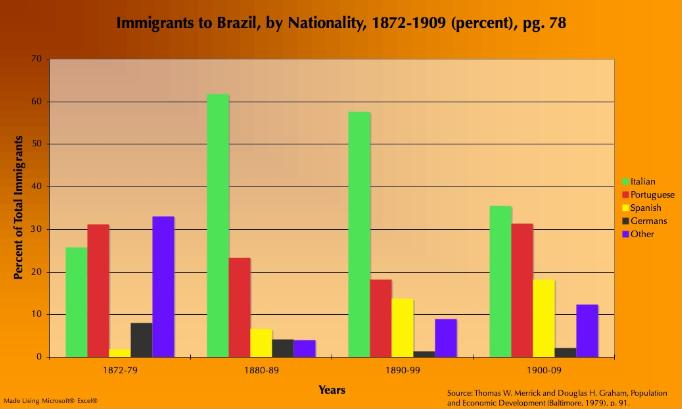 Immigrants to Brazil, by Nationality, 1872-1909 (percent), pg. 78
Percent of Total Immigrants
70
60
50
40
30
20
10
0
1872-79
1880-89
1890-99
1900-09
Years
Italian
Portuguese
Spanish
Germans
Other
Made Using Microsoft® Excel®
Source: Thomas W. Merrick and Douglas H. Graham, Population
and Economic Development (Baltimore, 1979), p. 91.